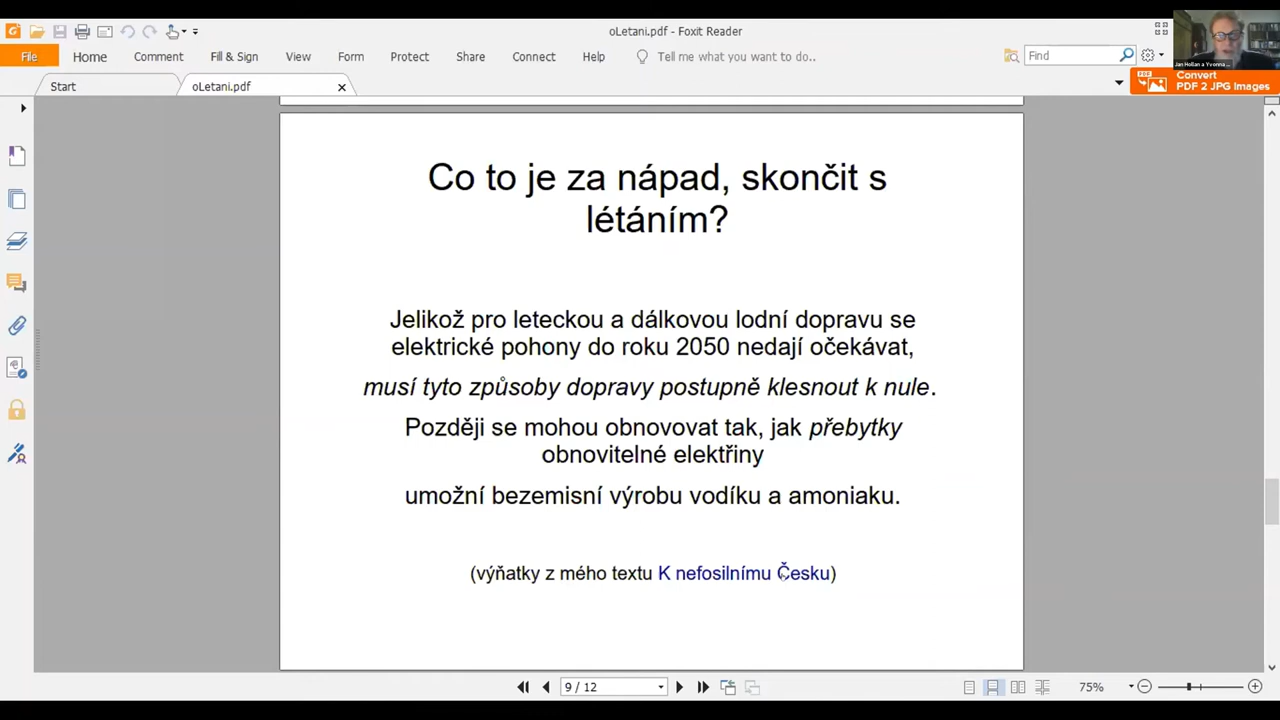 oLetani.pdf - Foxit Reader
File Home Comment Fill & Sign View Form Protect Share Connect Help Tell me what you want to do.. Find
Jan Hollan a Yvonna ...
Start oLetani.pdf
Convert
PDF 2 JPG Images
Co to je za nápad, skončit s
létáním?
Jelikož pro leteckou a dálkovou lodní dopravu se
elektrické pohony do roku 2050 nedají očekávat,
musí tyto způsoby dopravy postupně klesnout k nule.
Později se mohou obnovovat tak, jak přebytky
obnovitelné elektřiny
umožní bezemisní výrobu vodíku a amoniaku.
(výňatky z mého textu K nefosilnímu Česku)
9 / 12 75%